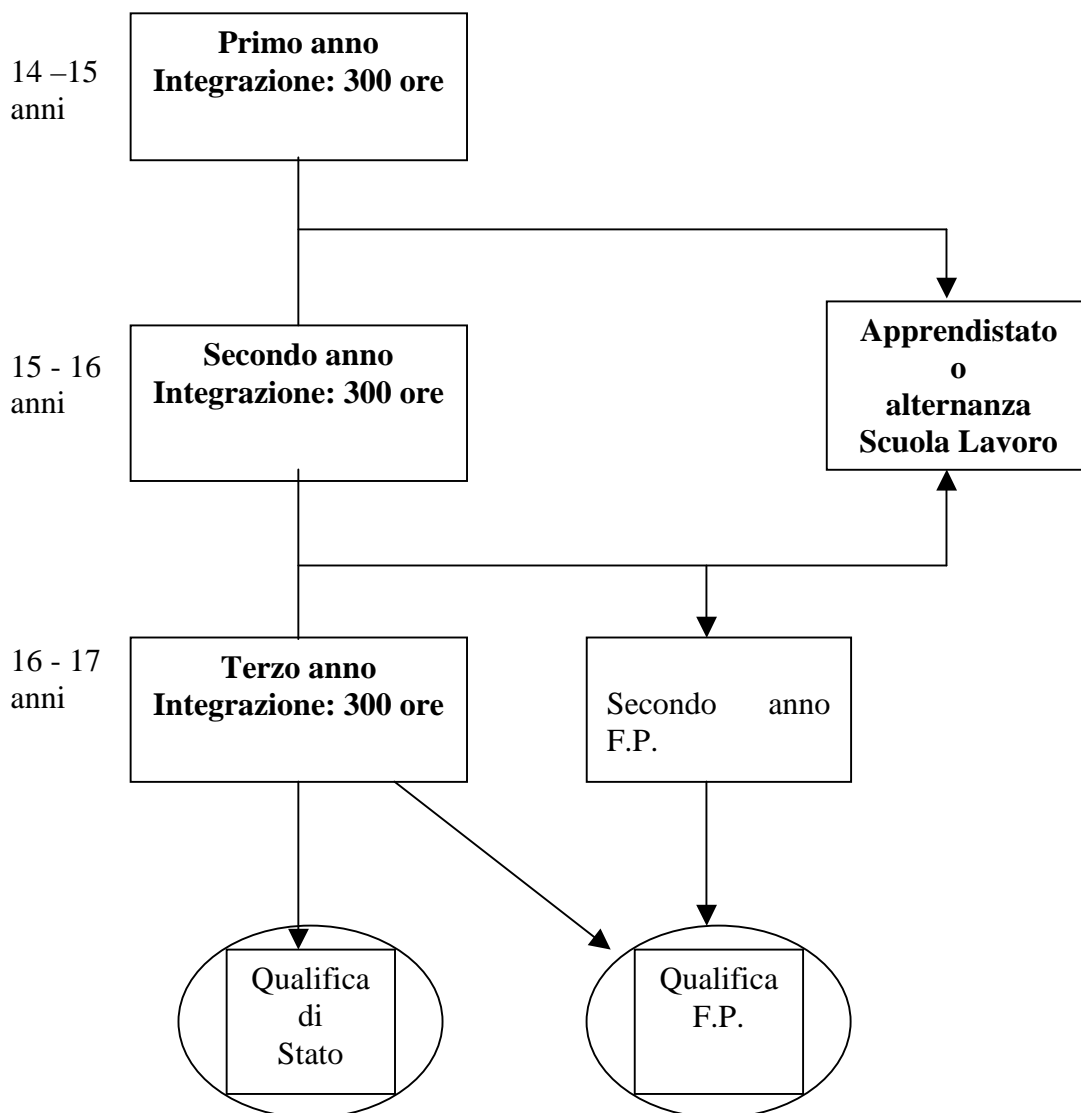 Primo anno
Integrazione: 300 ore
14 –15
anni
Apprendistato
o
alternanza
Scuola Lavoro
Secondo anno
Integrazione: 300 ore
15 - 16
anni
Terzo anno
Integrazione: 300 ore
16 - 17
anni
Secondo anno
F.P.
Qualifica
di
Stato
Qualifica
F.P.